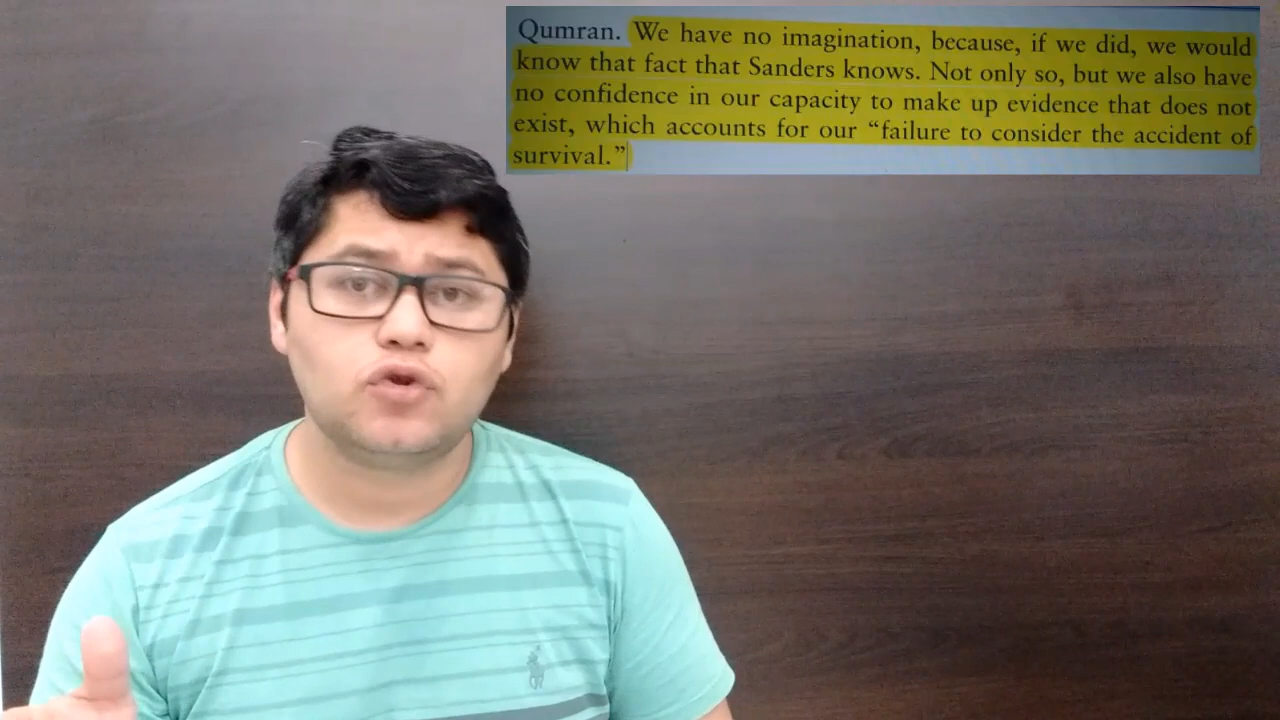 Qumran. We have no imagination, because, if we did, we would
know that fact that Sanders knows. Not only so, but we also have
no confidence in our capacity to make up evidence that does not
exist, which accounts for our “failure to consider the accident of
survival.”